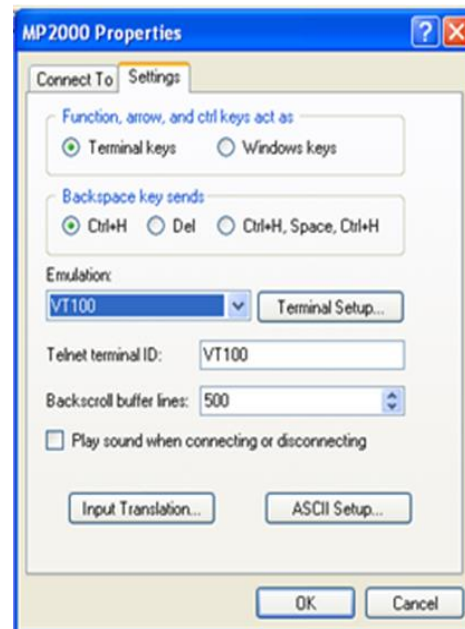 MP2000 Properties
Connect To Settings
Function, arrow, and ctrl keys act as
Terminal keys Windows keys
Backspace key sends
Ctrl+H Del Ctrl+H, Space, Ctrl+H
Emulation:
VT100 Terminal Setup...
Telnet terminal ID: VT100
Backscroll buffer lines: 500
Play sound when connecting or disconnecting
Input Translation... ASCII Setup...
OK Cancel